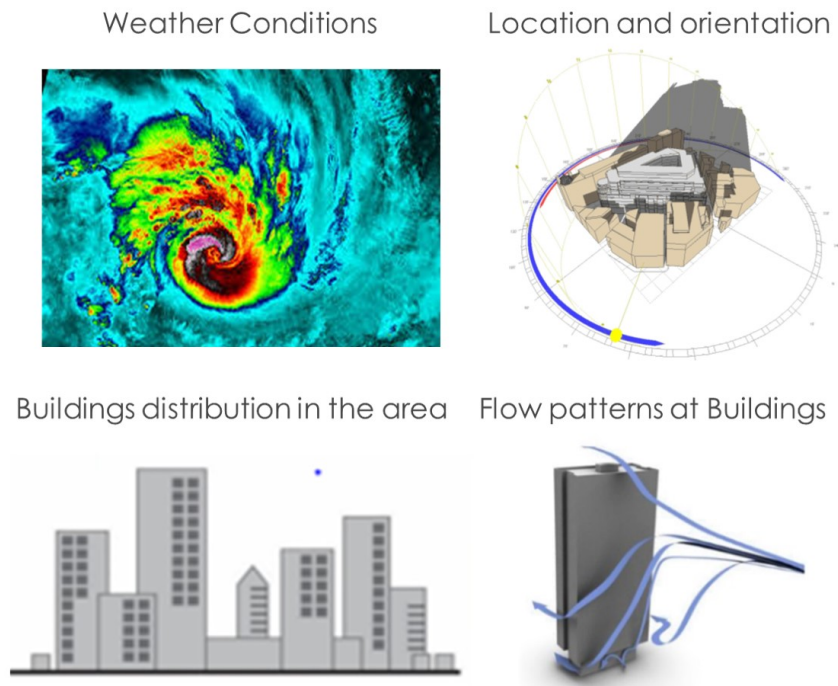 Weather Conditions
Location and orientation
Buildings distribution in the area
Flow patterns at Buildings